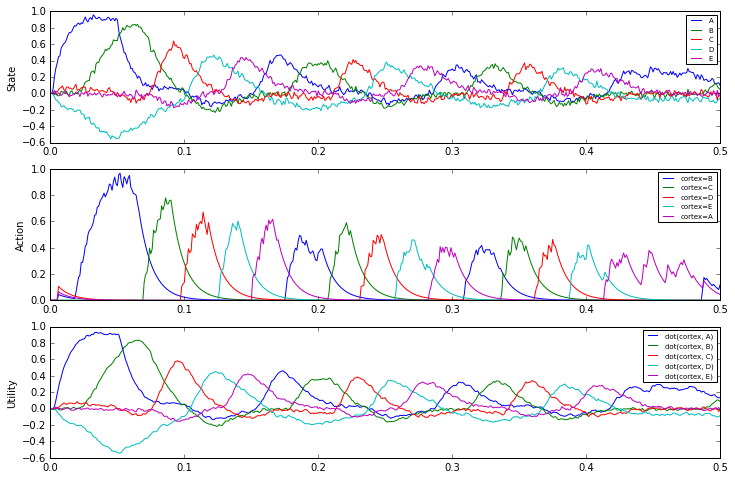 1.0
0.8
0.6
0.4
0.2
0.0
−0.2
−0.4
−0.6
State
A
B
C
D
E
0.0 0.1 0.2 0.3 0.4 0.5
1.0
0.8
0.6
0.4
0.2
0.0
Action
cortex=B
cortex=C
cortex=D
cortex=E
cortex=A
0.0 0.1 0.2 0.3 0.4 0.5
1.0
0.8
0.6
0.4
0.2
0.0
−0.2
−0.4
−0.6
Utility
dot(cortex, A)
dot(cortex, B)
dot(cortex, C)
dot(cortex, D)
dot(cortex, E)
0.0 0.1 0.2 0.3 0.4 0.5